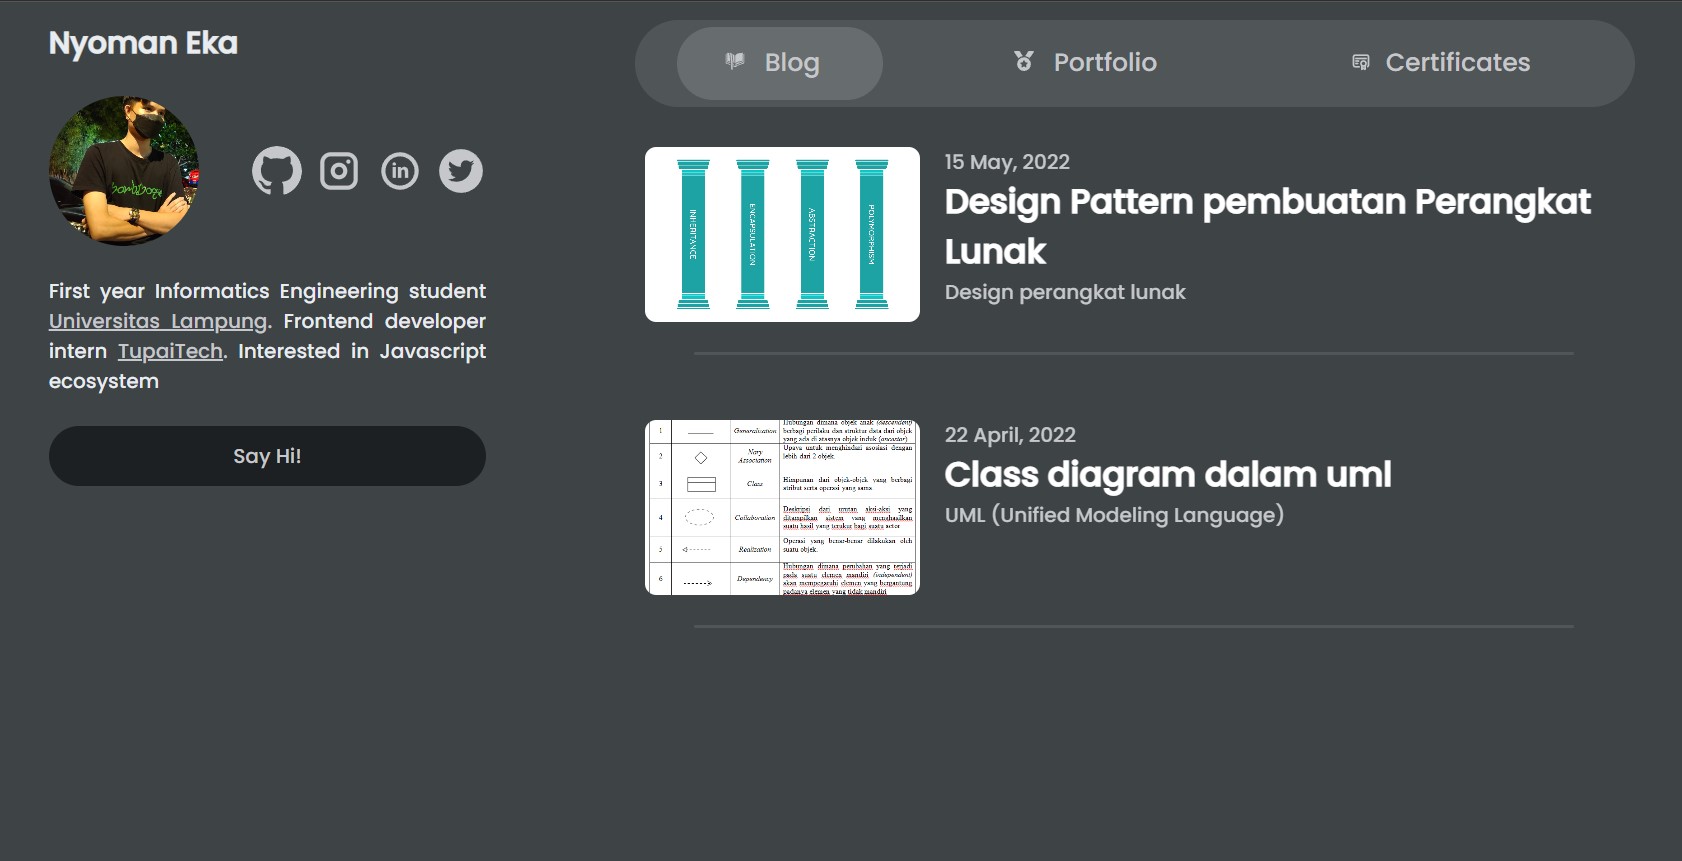 Nyoman Eka
First year Informatics Engineering student
Universitas Lampung. Frontend developer
intern TupaiTech. Interested in Javascript
ecosystem
Say Hi!
Blog
Portfolio
Certificates
INHERITANCE
ENCAPSULATION
ABSTRACTION
POLYMORPHISM
15 May, 2022
Design Pattern pembuatan Perangkat
Lunak
Design perangkat lunak
1 Generalization Hubungan dimana objek anak (descendent)
berbagi perilaku dan struktur data dari objek
yang ada di atasnya objek induk (ancestor)
2 Nary Association Upaya untuk menghindari asosiasi dengan
lebih dari 2 objek.
3 Class Himpunan dari objek-objek yang berbagi
atribut serta operasi yang sama
4 Collaboration Deskripsi dari urutan aksi-aksi yang
ditampilkan sistem yang menghasilkan
suatu hasil yang terukur bagi suatu actor
5 Realization Operasi yang benar-benar dilakukan oleh
suatu objek.
6 Dependency Hubungan dimana perubahan yang terjadi
pada suatu elemen mandiri (independent)
akan mempegaruhi elemen yang bergantung
padanya elemen yang tidak mandiri
22 April, 2022
Class diagram dalam uml
UML (Unified Modeling Language)